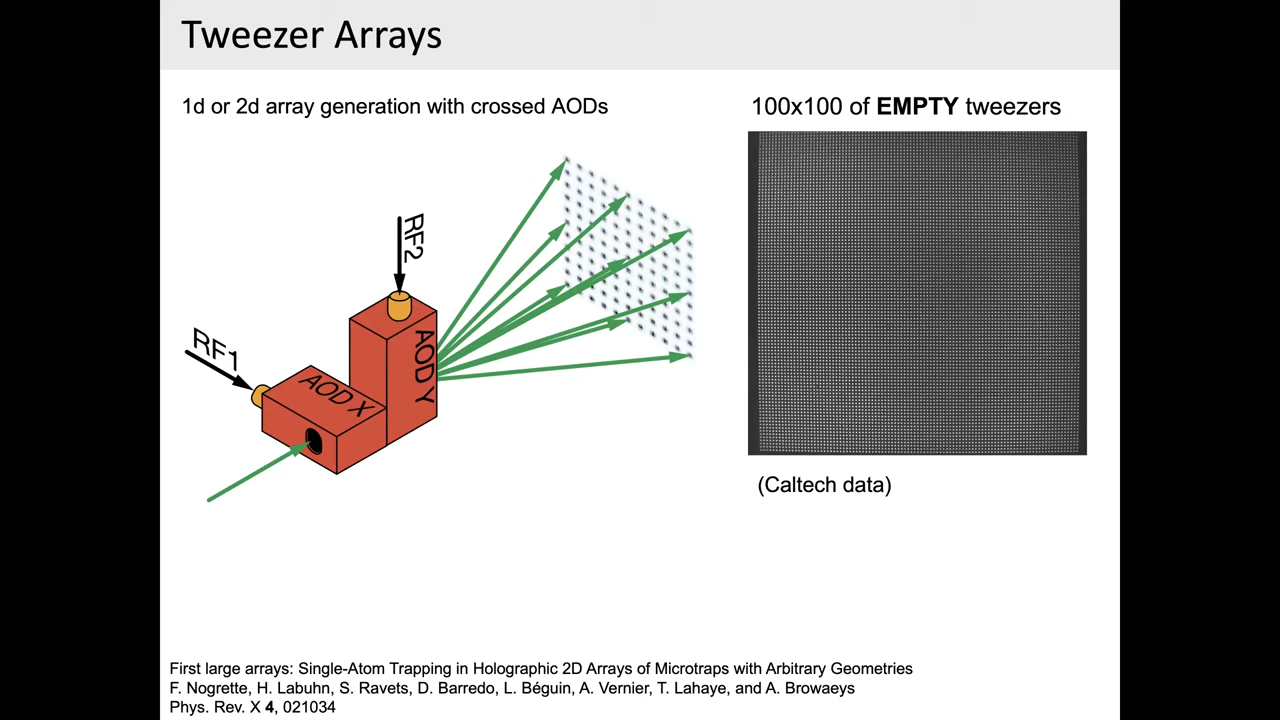 Tweezer Arrays
1d or 2d array generation with crossed AODs
100x100 of EMPTY tweezers
RF2
RF1
AOD Y
AOD X
(Caltech data)
First large arrays: Single-Atom Trapping in Holographic 2D Arrays of Microtraps with Arbitrary Geometries
F. Nogrette, H. Labuhn, S. Ravets, D. Barredo, L. Béguin, A. Vernier, T. Lahaye, and A. Browaeys
Phys. Rev. X 4, 021034